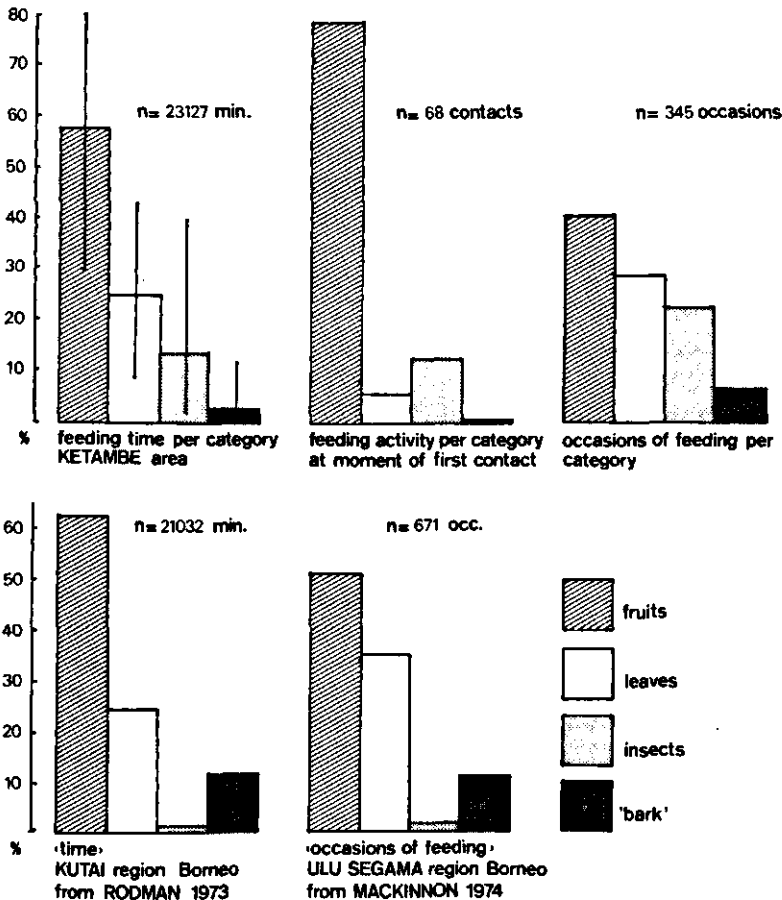 80
70
60
50
40
30
20
10
%
n= 23127 min.
n= 68 contacts
n= 345 occasions
feeding time per category
KETAMBE area
feeding activity per category
at moment of first contact
occasions of feeding per
category
60
50
40
30
20
10
%
n= 21032 min.
n= 671 occ.
‹time›
KUTAI region Borneo
from RODMAN 1973
‹occasions of feeding›
ULU SEGAMA region Borneo
from MACKINNON 1974
fruits
leaves
insects
'bark'